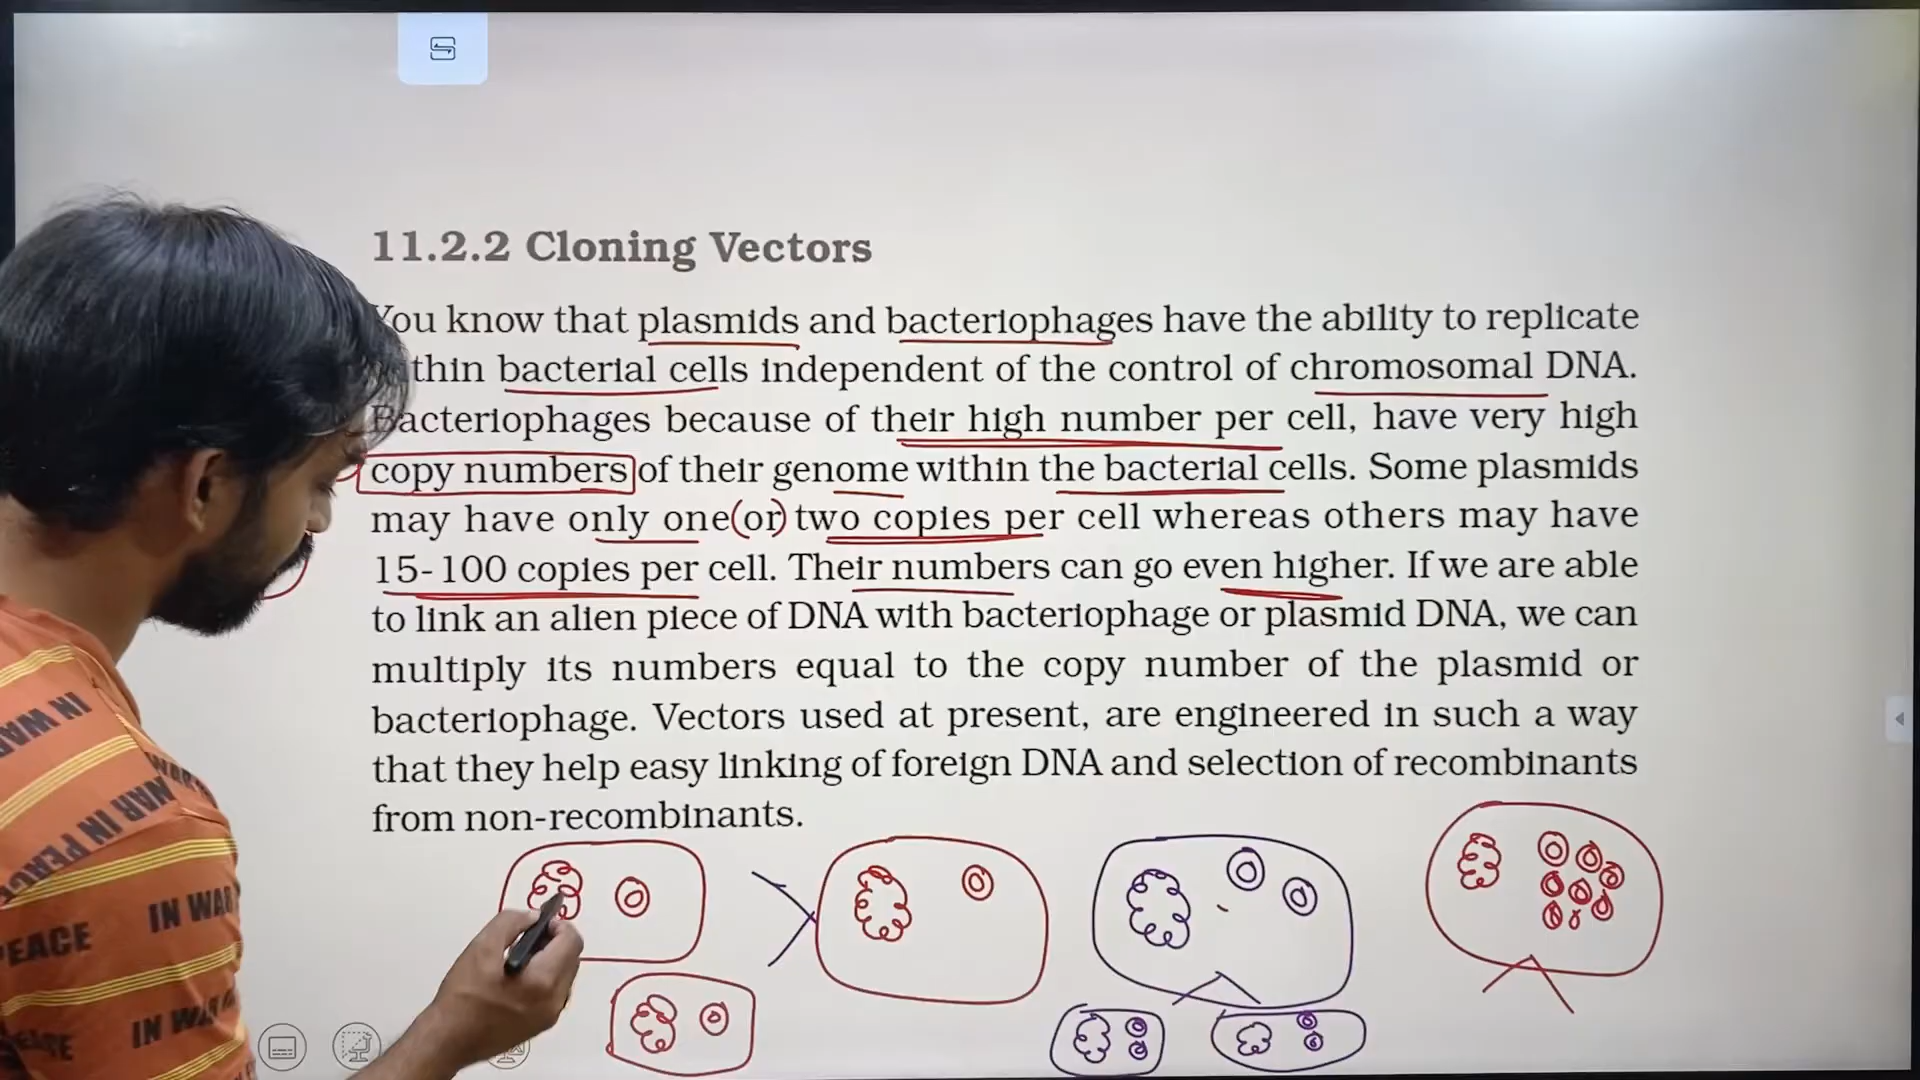 11.2.2 Cloning Vectors
You know that plasmids and bacteriophages have the ability to replicate
within bacterial cells independent of the control of chromosomal DNA.
Bacteriophages because of their high number per cell, have very high
copy numbers of their genome within the bacterial cells. Some plasmids
may have only one (or) two copies per cell whereas others may have
15-100 copies per cell. Their numbers can go even higher. If we are able
to link an alien piece of DNA with bacteriophage or plasmid DNA, we can
multiply its numbers equal to the copy number of the plasmid or
bacteriophage. Vectors used at present, are engineered in such a way
that they help easy linking of foreign DNA and selection of recombinants
from non-recombinants.
IN WAR
WAR IN PEACE
PEACE
IN WAR
IN WAR